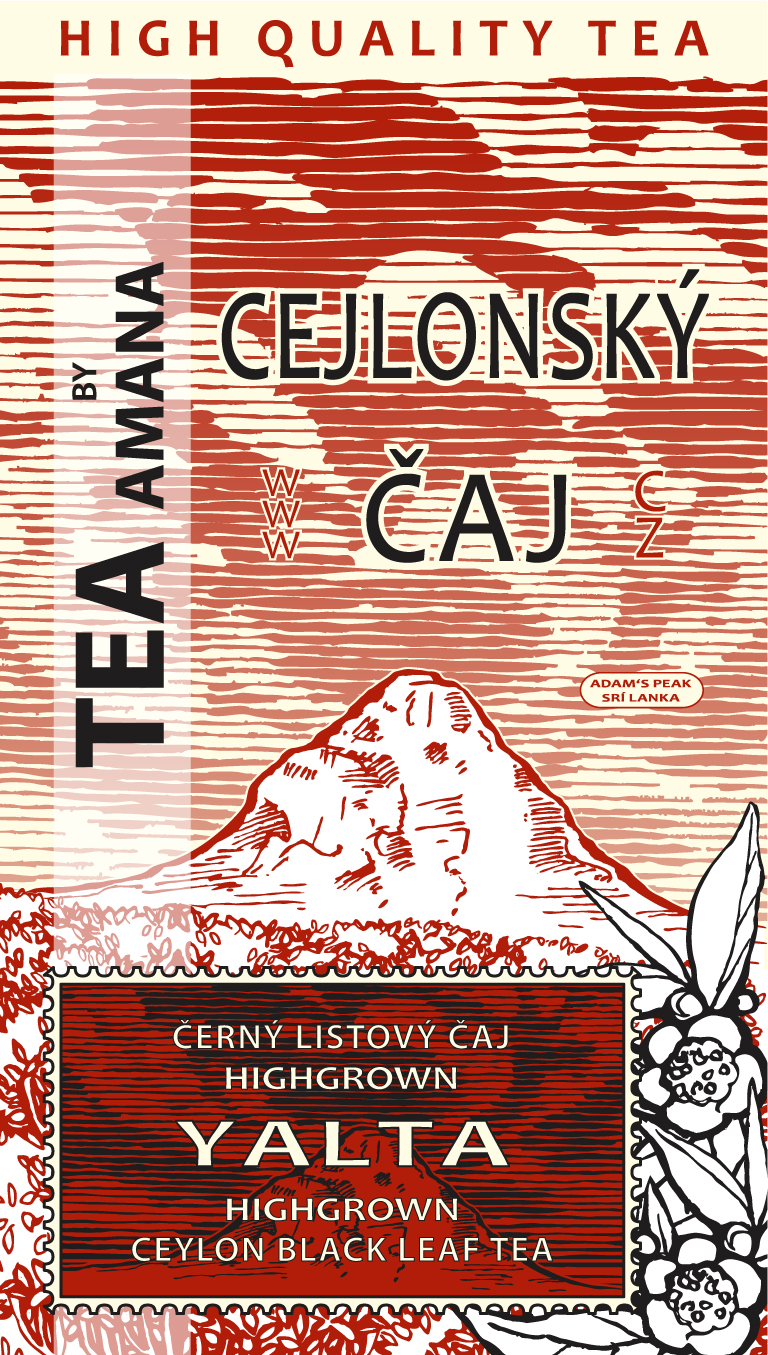 HIGH QUALITY TEA
TEA BY AMANA
CEJLONSKÝ
WWW ČAJ CZ
ADAM‘S PEAK
SRÍ LANKA
ČERNÝ LISTOVÝ ČAJ
HIGHGROWN
YALTA
HIGHGROWN
CEYLON BLACK LEAF TEA